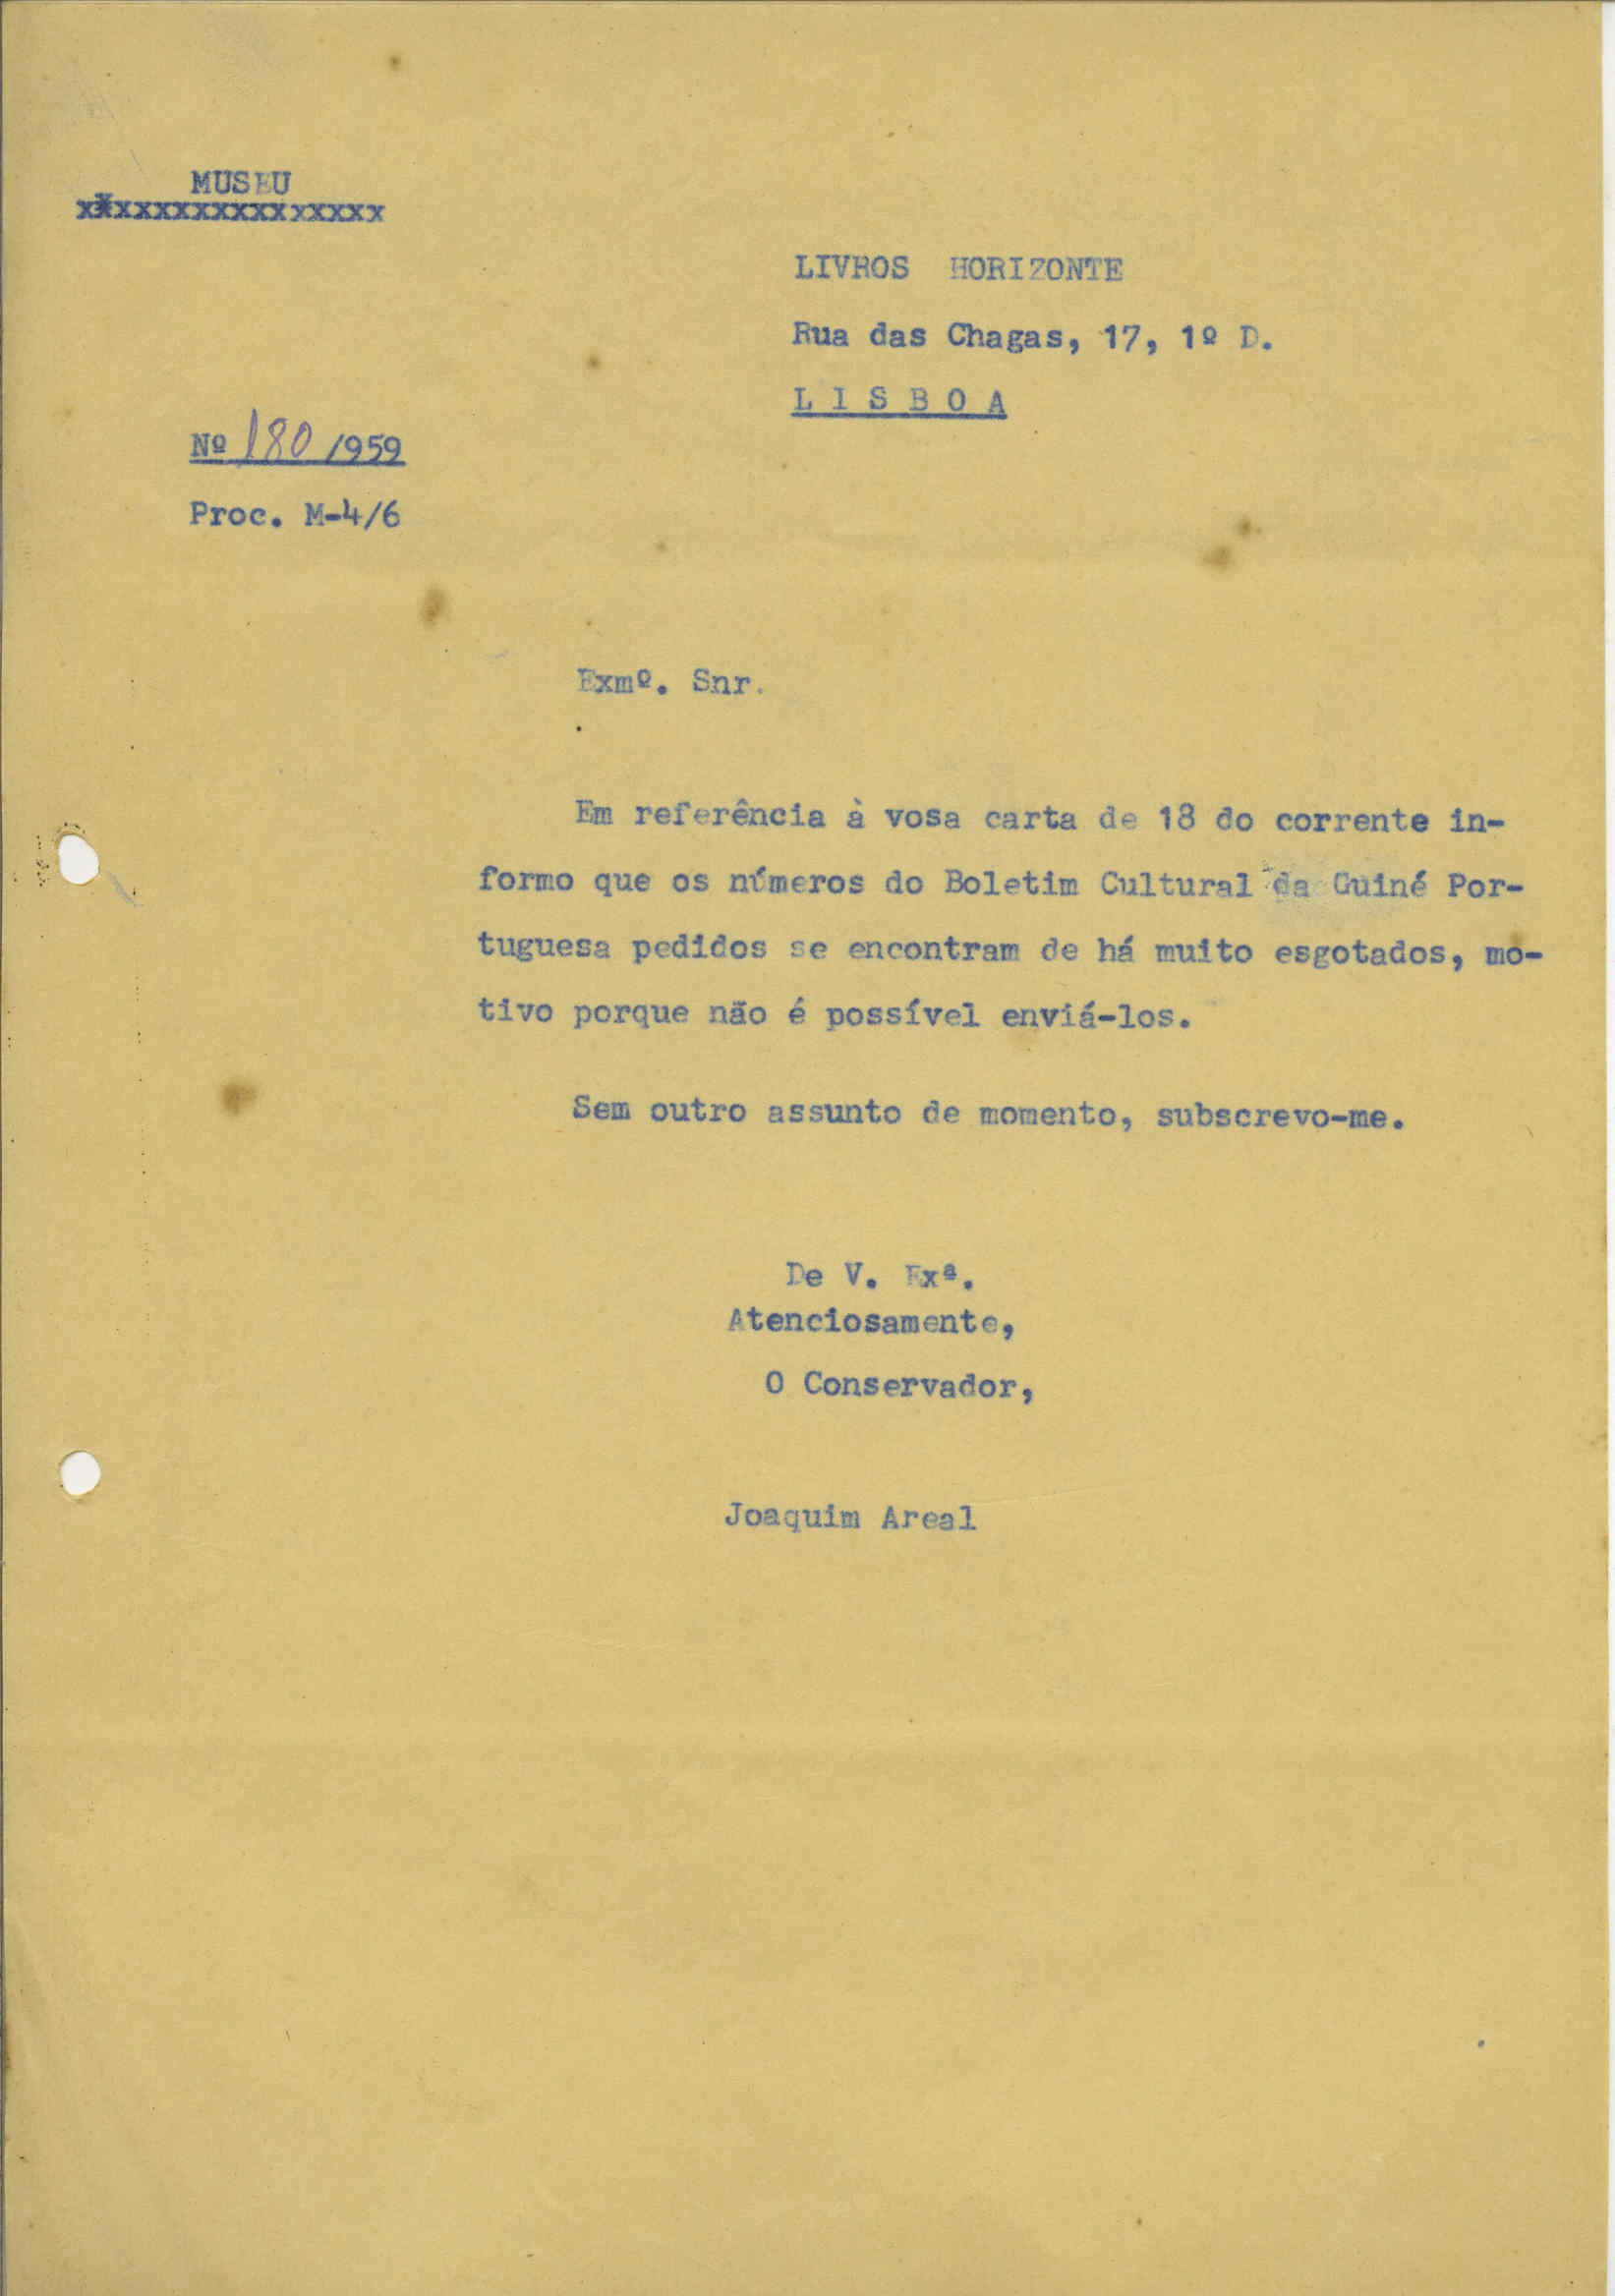 MUSEU
xxxxxxxxxxxxxxxx
LIVROS HORIZONTE
Rua das Chagas, 17, 1º D.
L I S B O A
Nº 180/959
Proc. M-4/6
Exmº. Snr.
Em referência à vosa carta de 18 do corrente in-
formo que os números do Boletim Cultural da Guiné Por-
tuguesa pedidos se encontram de há muito esgotados, mo-
tivo porque não é possível enviá-los.
Sem outro assunto de momento, subscrevo-me.
De V. Exª.
Atenciosamente,
O Conservador,
Joaquim Areal